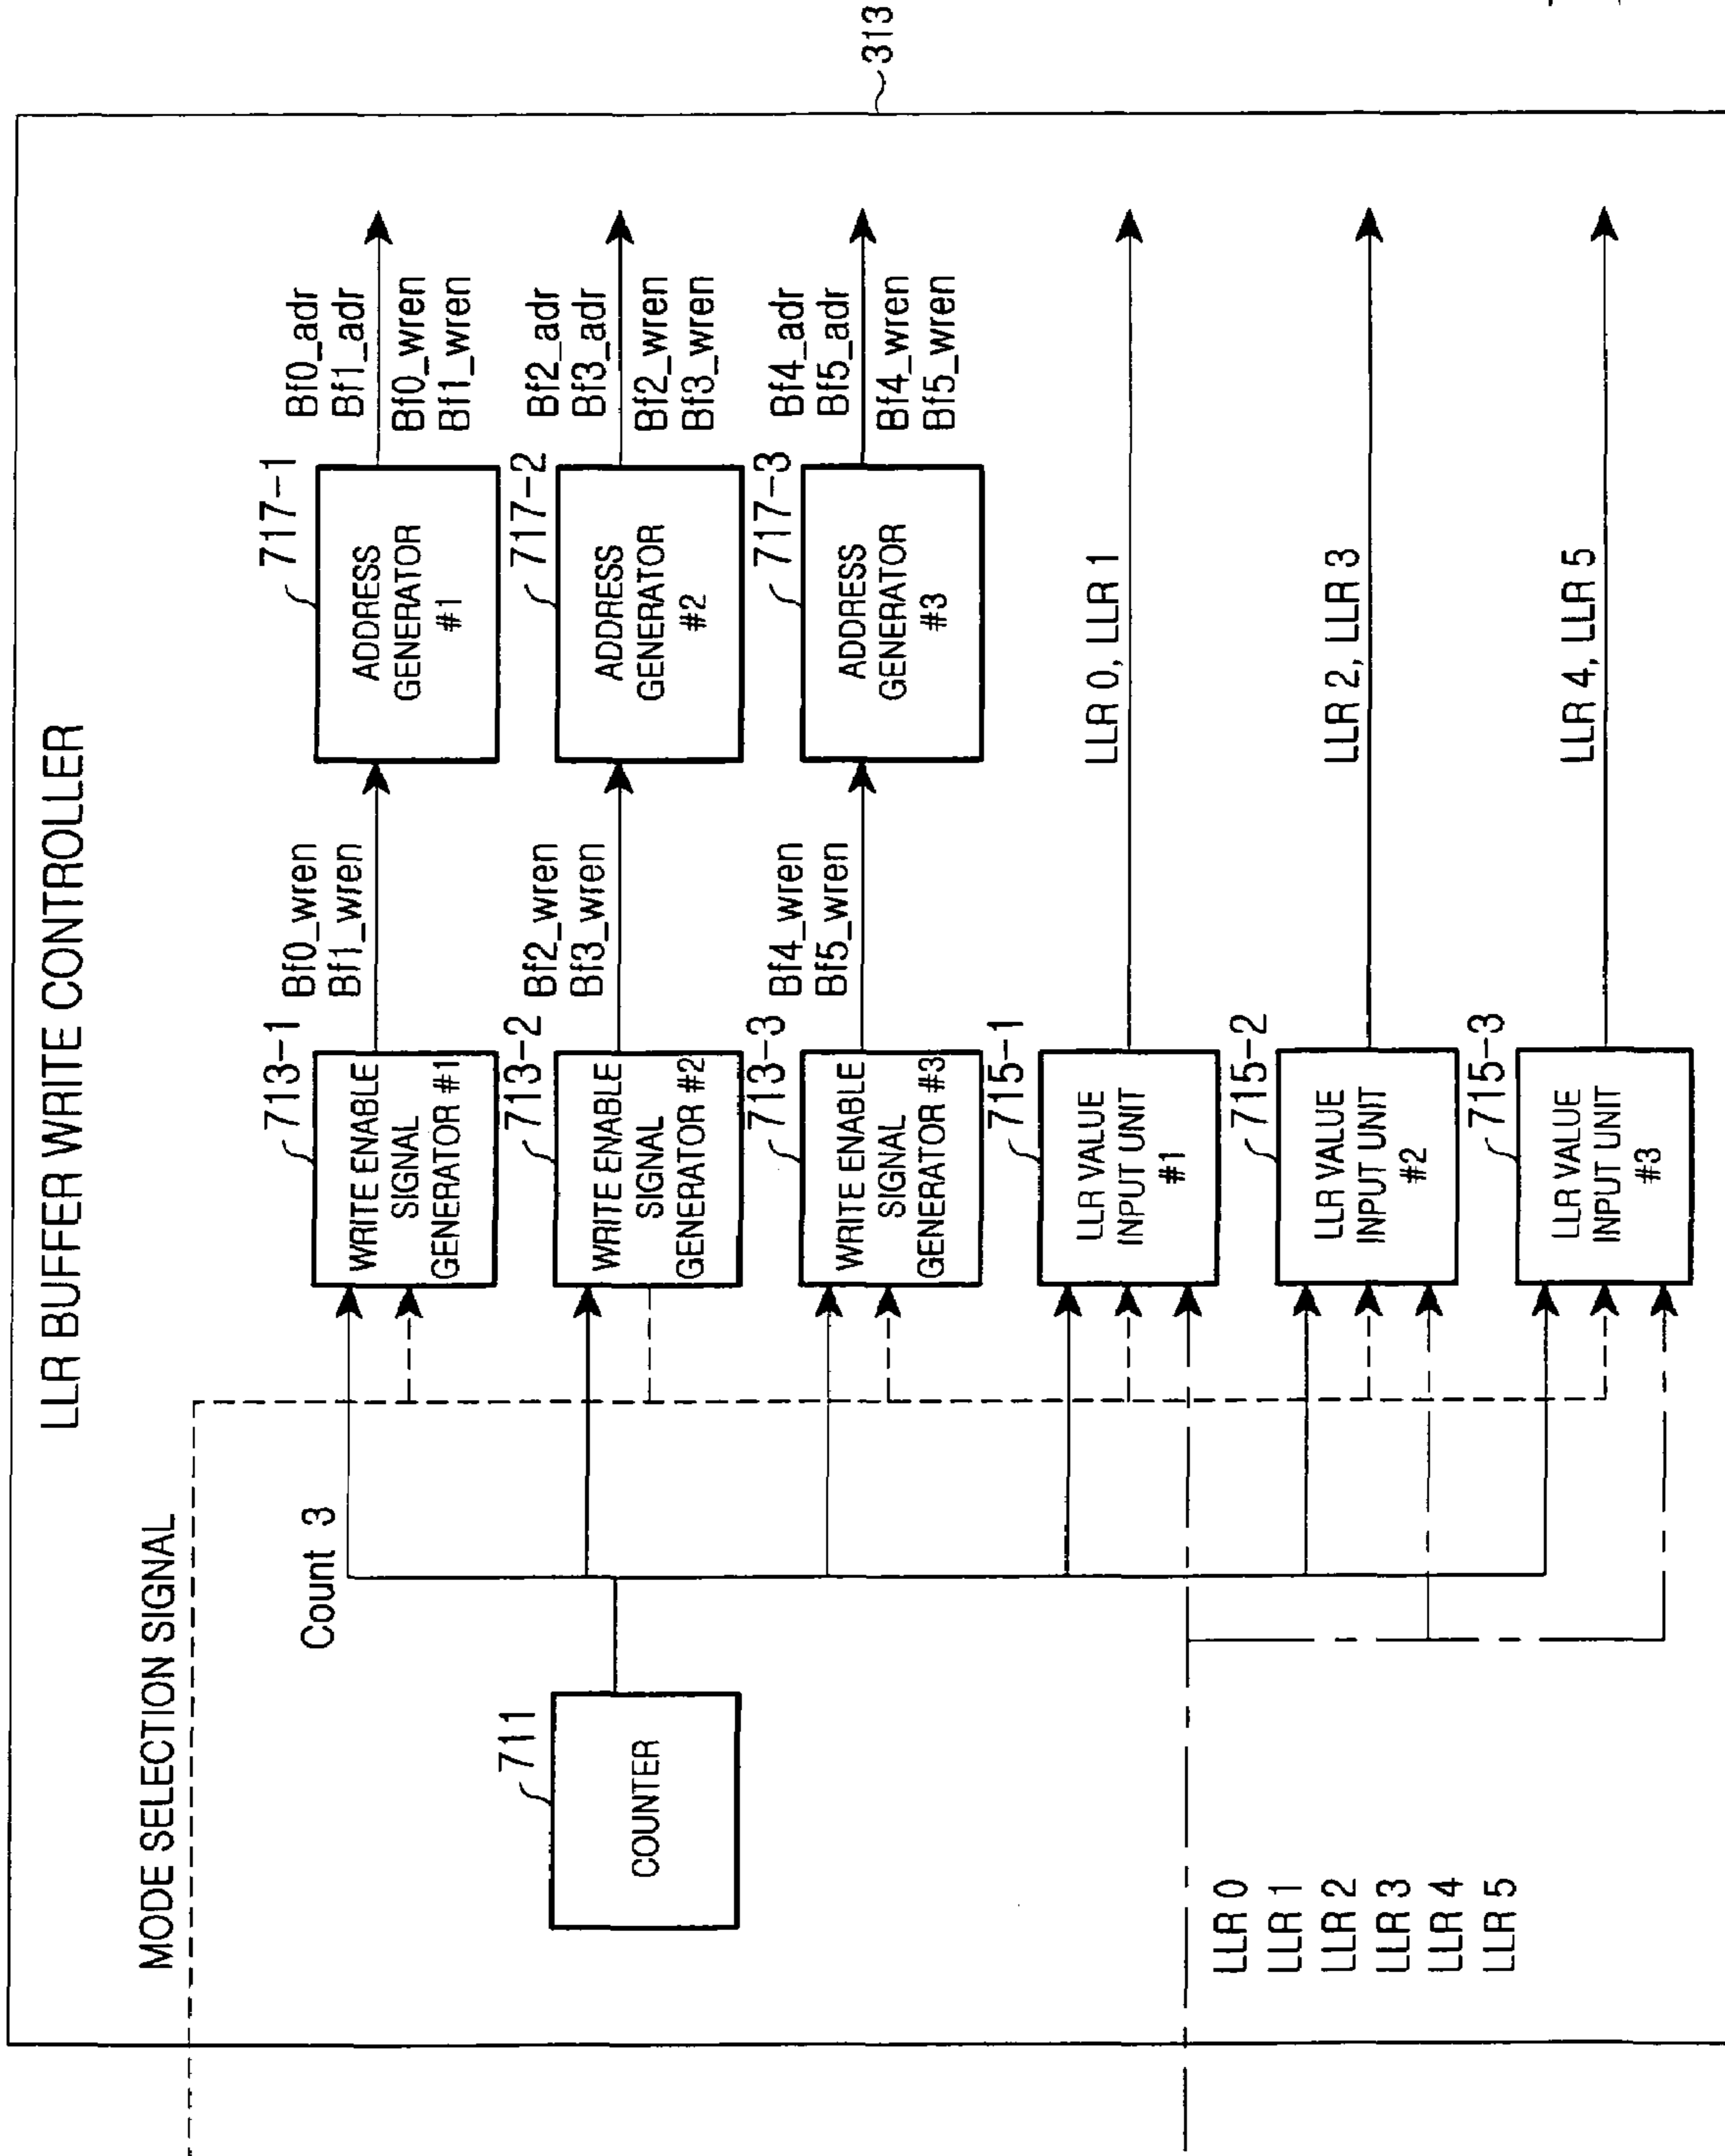 LLR BUFFER WRITE CONTROLLER
MODE SELECTION SIGNAL
Count 3
711
COUNTER
LLR 0
LLR 1
LLR 2
LLR 3
LLR 4
LLR 5
713-1
WRITE ENABLE
SIGNAL
GENERATOR #1
Bf0_wren
Bf1_wren
717-1
ADDRESS
GENERATOR
#1
Bf0_adr
Bf1_adr
Bf0_wren
Bf1_wren
713-2
WRITE ENABLE
SIGNAL
GENERATOR #2
Bf2_wren
Bf3_wren
717-2
ADDRESS
GENERATOR
#2
Bf2_adr
Bf3_adr
Bf2_wren
Bf3_wren
713-3
WRITE ENABLE
SIGNAL
GENERATOR #3
Bf4_wren
Bf5_wren
717-3
ADDRESS
GENERATOR
#3
Bf4_adr
Bf5_adr
Bf4_wren
Bf5_wren
715-1
LLR VALUE
INPUT UNIT
#1
LLR 0, LLR 1
715-2
LLR VALUE
INPUT UNIT
#2
LLR 2, LLR 3
715-3
LLR VALUE
INPUT UNIT
#3
LLR 4, LLR 5
313